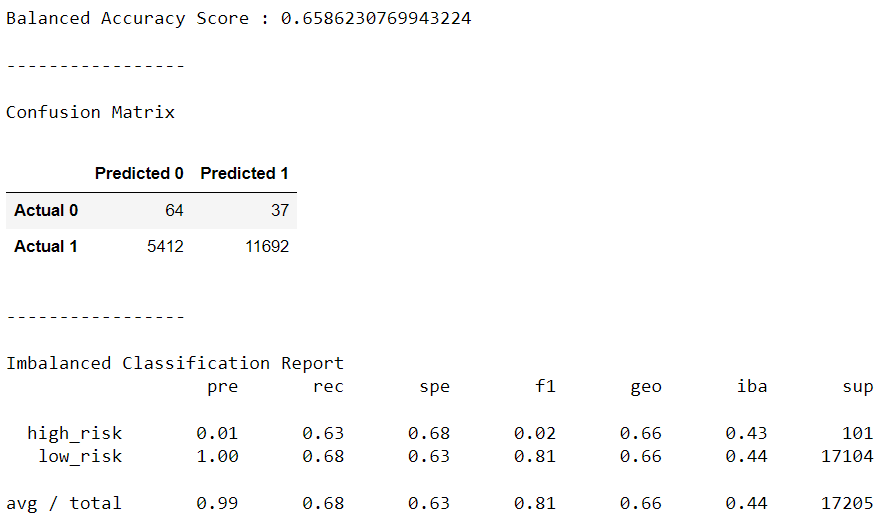 Balanced Accuracy Score : 0.6586230769943224
-----------------
Confusion Matrix
Predicted 0 Predicted 1
Actual 0 64 37
Actual 1 5412 11692
-----------------
Imbalanced Classification Report
pre rec spe f1 geo iba sup
high_risk 0.01 0.63 0.68 0.02 0.66 0.43 101
low_risk 1.00 0.68 0.63 0.81 0.66 0.44 17104
avg / total 0.99 0.68 0.63 0.81 0.66 0.44 17205